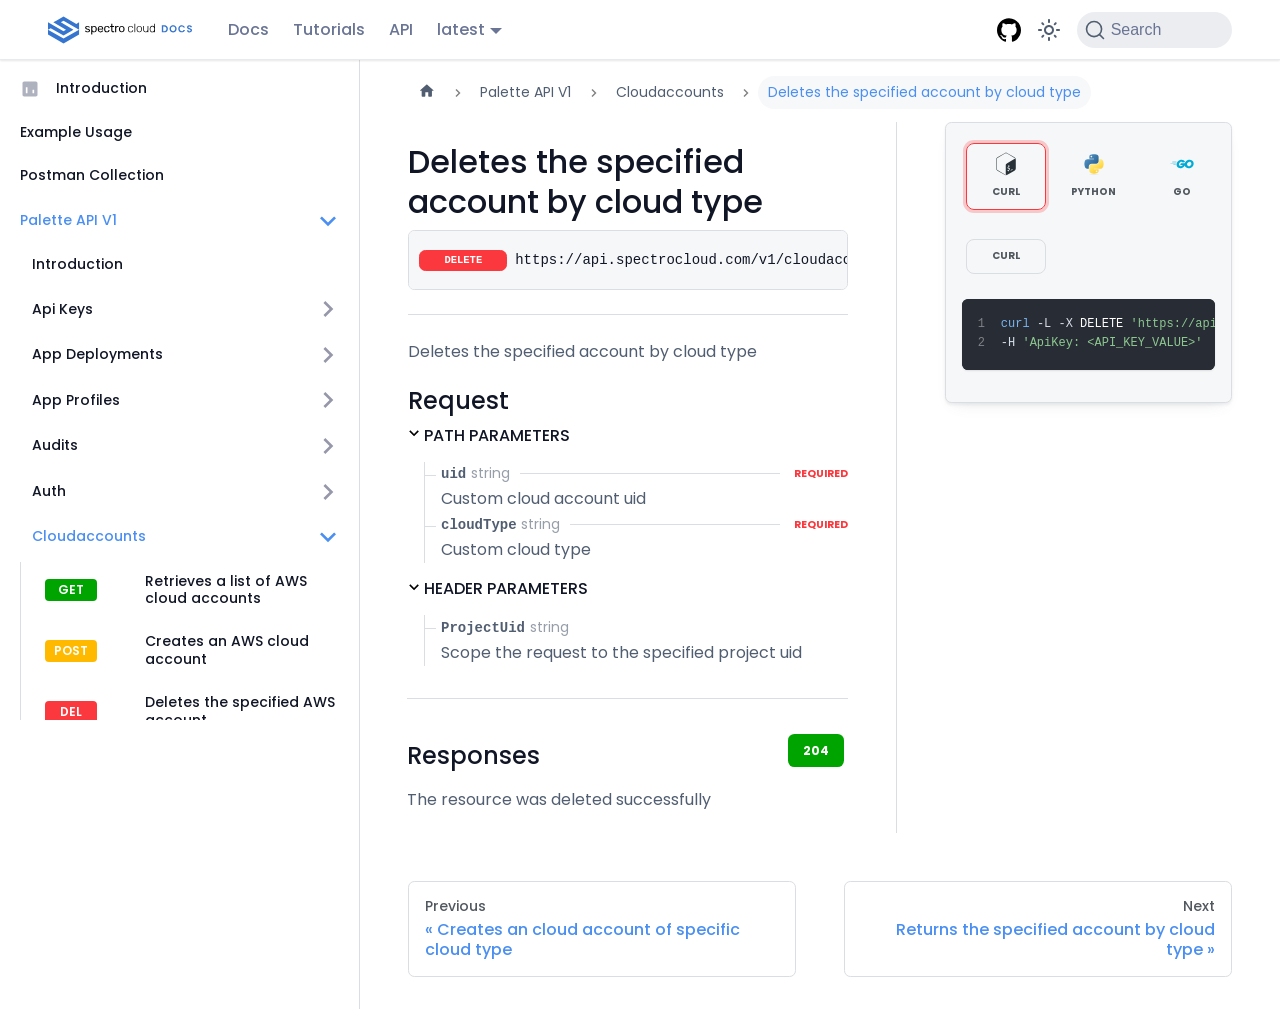 spectro cloud DOCS
Docs
Tutorials
API
latest
Search
Introduction
Example Usage
Postman Collection
Palette API V1
Introduction
Api Keys
App Deployments
App Profiles
Audits
Auth
Cloudaccounts
GET
Retrieves a list of AWS
cloud accounts
POST
Creates an AWS cloud
account
DEL
Deletes the specified AWS
account
Palette API V1
Cloudaccounts
Deletes the specified account by cloud type
Deletes the specified
account by cloud type
DELETE https://api.spectrocloud.com/v1/cloudacc
Deletes the specified account by cloud type
Request
PATH PARAMETERS
uid string REQUIRED
Custom cloud account uid
cloudType string REQUIRED
Custom cloud type
HEADER PARAMETERS
ProjectUid string
Scope the request to the specified project uid
Responses
204
The resource was deleted successfully
CURL
PYTHON
GO
CURL
1 curl -L -X DELETE 'https://api
2 -H 'ApiKey: <API_KEY_VALUE>'
Previous
« Creates an cloud account of specific
cloud type
Next
Returns the specified account by cloud
type »